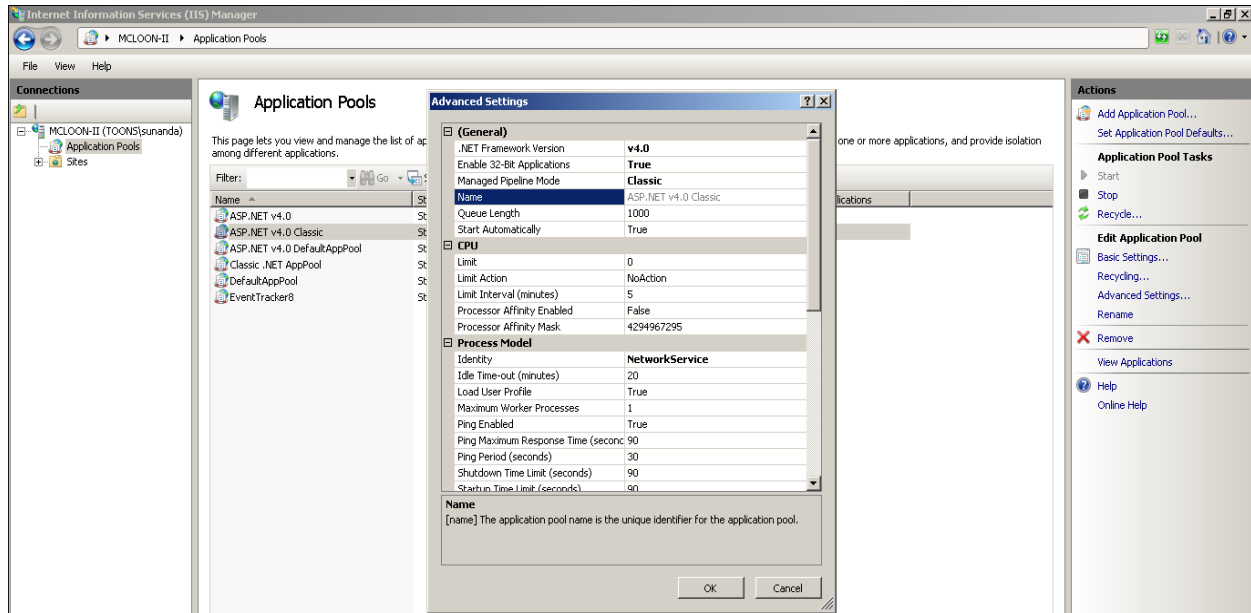 Internet Information Services (IIS) Manager
MCLOON-II Application Pools
File View Help
Connections
MCLOON-II (TOONS\sunanda)
Application Pools
Sites
Application Pools
This page lets you view and manage the list of ap
one or more applications, and provide isolation
among different applications.
Filter: Go S
Name St lications
ASP.NET v4.0 St
ASP.NET v4.0 Classic St
ASP.NET v4.0 DefaultAppPool St
Classic .NET AppPool St
DefaultAppPool St
EventTracker8 St
Advanced Settings
(General)
.NET Framework Version v4.0
Enable 32-Bit Applications True
Managed Pipeline Mode Classic
Name ASP.NET v4.0 Classic
Queue Length 1000
Start Automatically True
CPU
Limit 0
Limit Action NoAction
Limit Interval (minutes) 5
Processor Affinity Enabled False
Processor Affinity Mask 4294967295
Process Model
Identity NetworkService
Idle Time-out (minutes) 20
Load User Profile True
Maximum Worker Processes 1
Ping Enabled True
Ping Maximum Response Time (seconc 90
Ping Period (seconds) 30
Shutdown Time Limit (seconds) 90
Startup Time Limit (seconds) 90
Name
[name] The application pool name is the unique identifier for the application pool.
OK Cancel
Actions
Add Application Pool...
Set Application Pool Defaults...
Application Pool Tasks
Start
Stop
Recycle...
Edit Application Pool
Basic Settings...
Recycling...
Advanced Settings...
Rename
Remove
View Applications
Help
Online Help